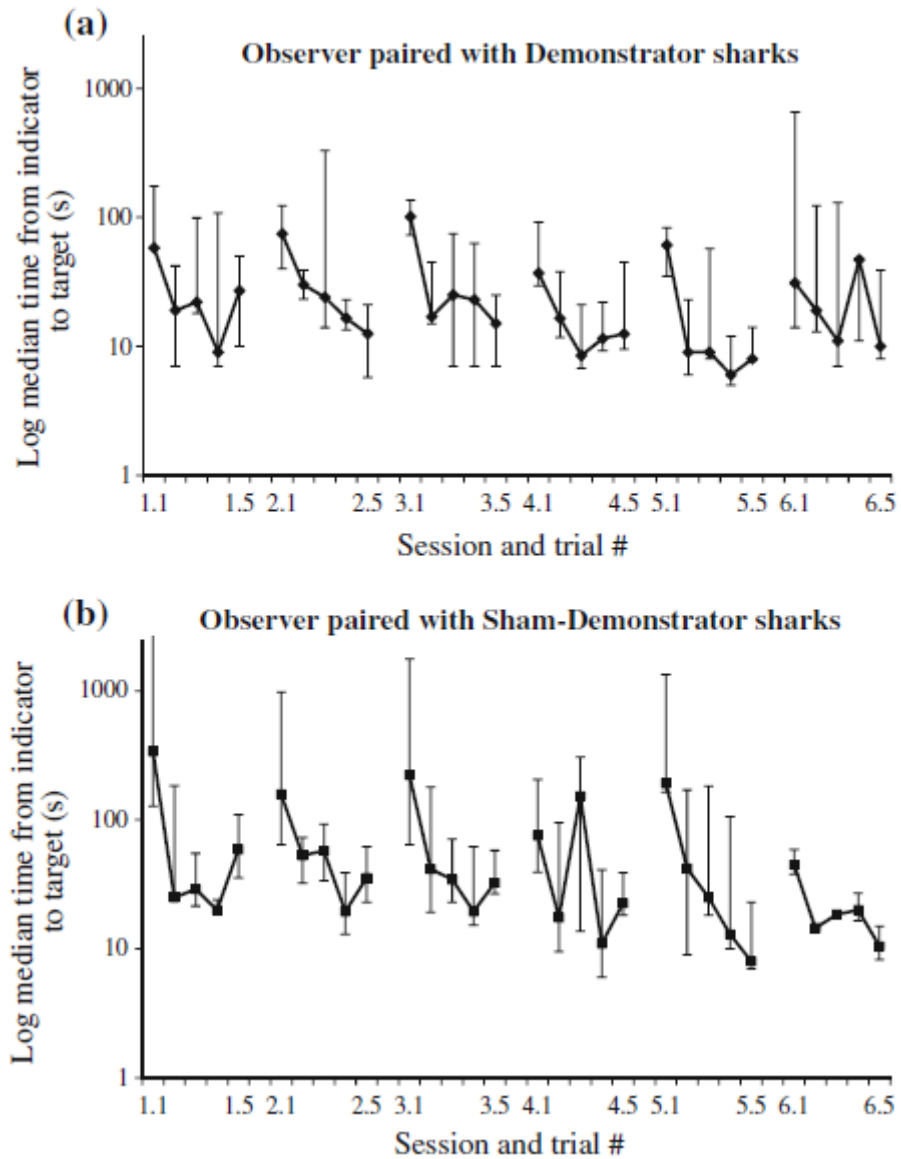 (a)
Observer paired with Demonstrator sharks
Log median time from indicator
to target (s)
1000
100
10
1
1.1 1.5 2.1 2.5 3.1 3.5 4.1 4.5 5.1 5.5 6.1 6.5
Session and trial #
(b)
Observer paired with Sham-Demonstrator sharks
Log median time from indicator
to target (s)
1000
100
10
1
1.1 1.5 2.1 2.5 3.1 3.5 4.1 4.5 5.1 5.5 6.1 6.5
Session and trial #